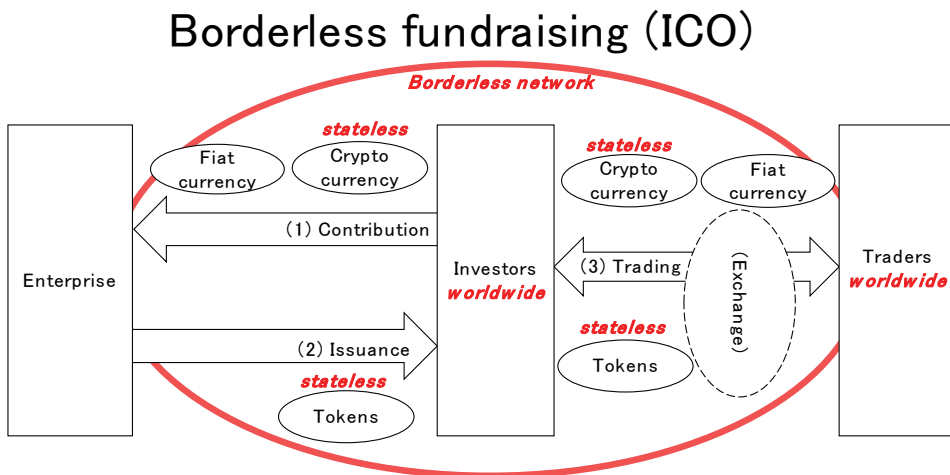 Borderless fundraising (ICO)
Borderless network
stateless
Fiat
currency
Crypto
currency
stateless
Crypto
currency
Fiat
currency
(1) Contribution
Enterprise
Investors
worldwide
(3) Trading
(Exchange)
Traders
worldwide
(2) Issuance
stateless
Tokens
stateless
Tokens